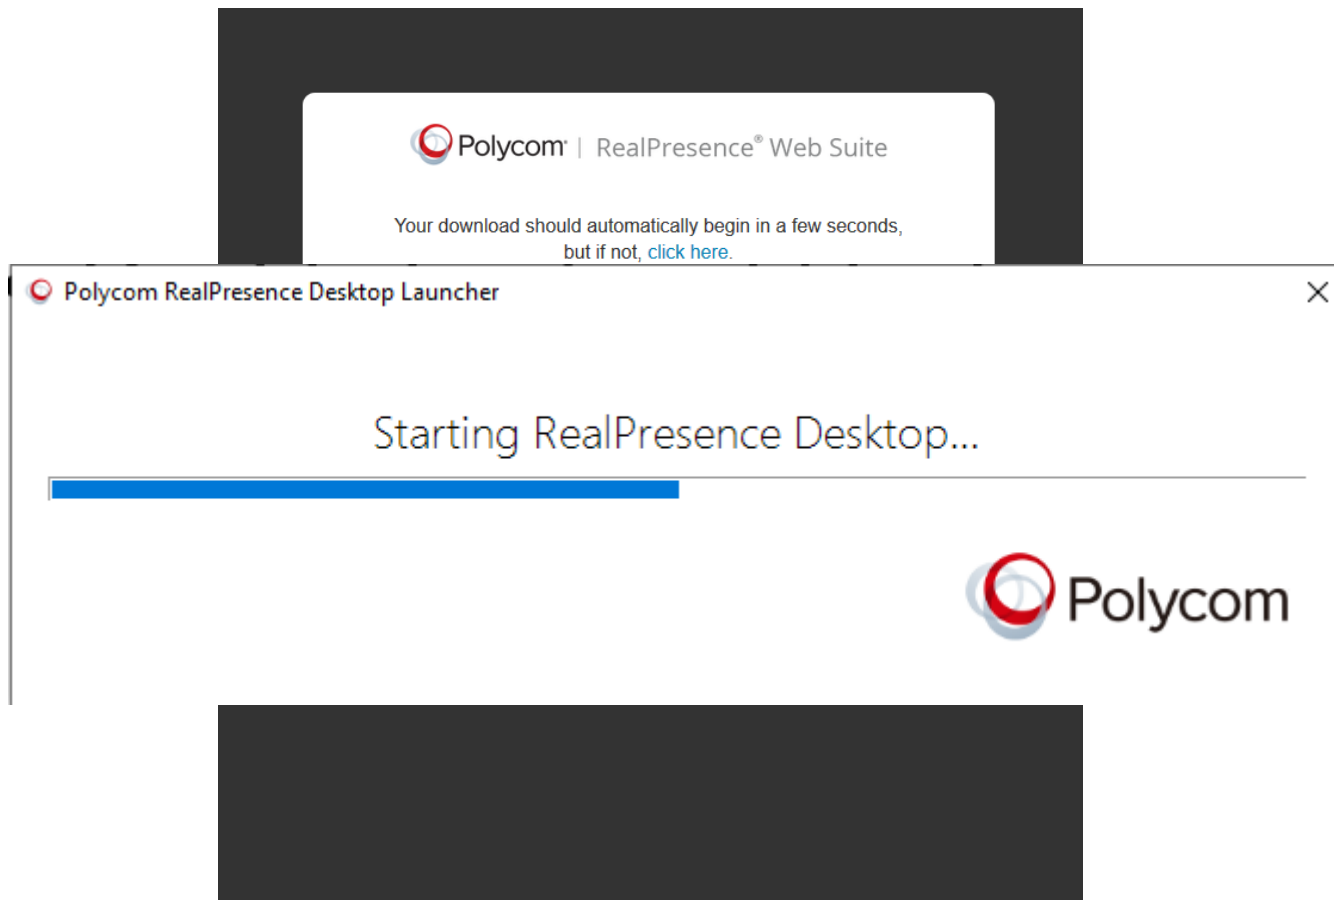 Polycom® | RealPresence® Web Suite
Your download should automatically begin in a few seconds,
but if not, click here.
Polycom RealPresence Desktop Launcher
Starting RealPresence Desktop...
Polycom